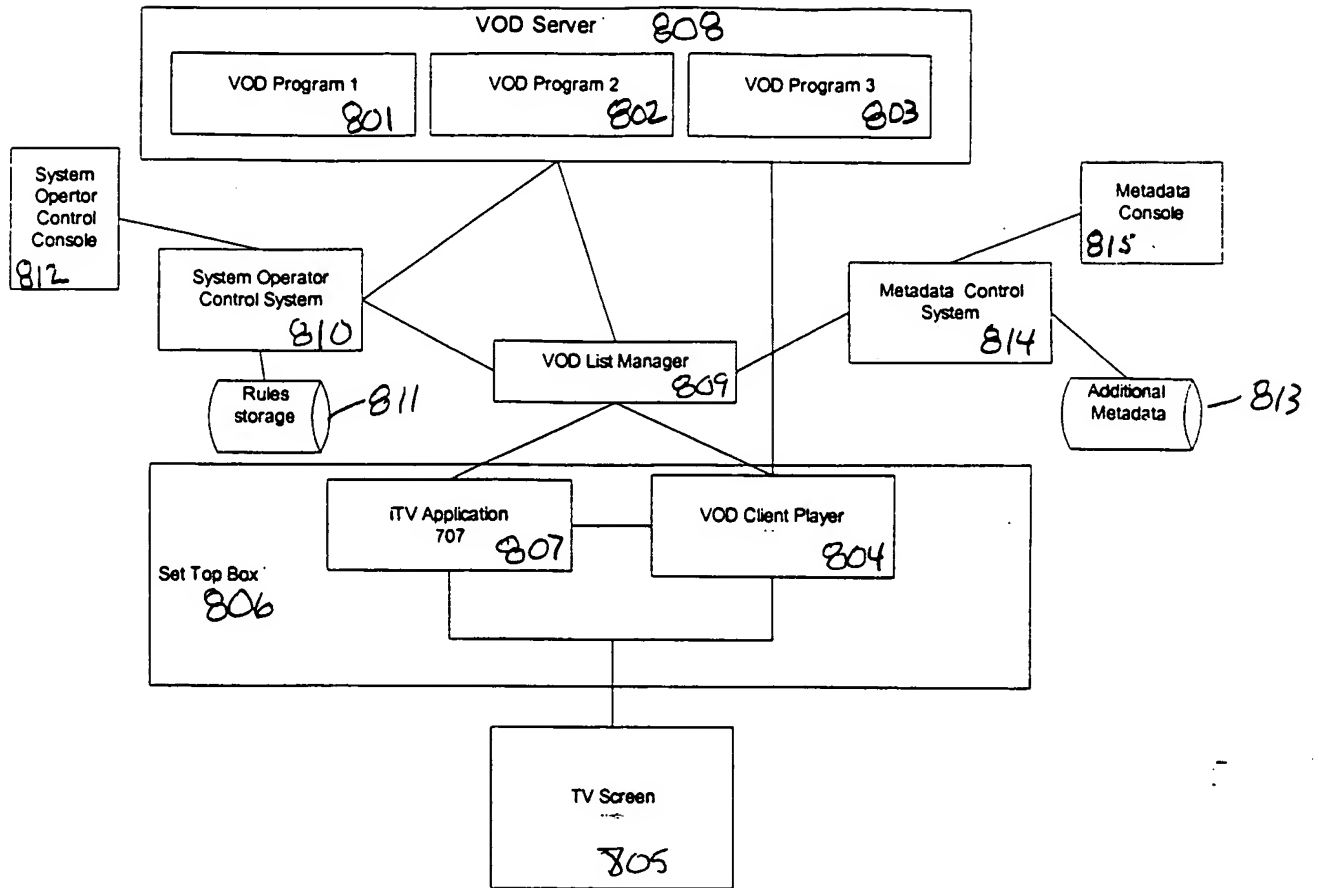 VOD Server 808
VOD Program 1
801
VOD Program 2
802
VOD Program 3
803
System
Opertor
Control
Console
812
System Operator
Control System
810
Rules
storage
811
VOD List Manager
809
Metadata
Console
815
Metadata Control
System
814
Additional
Metadata
813
iTV Application
707
807
VOD Client Player
804
Set Top Box
806
TV Screen
805